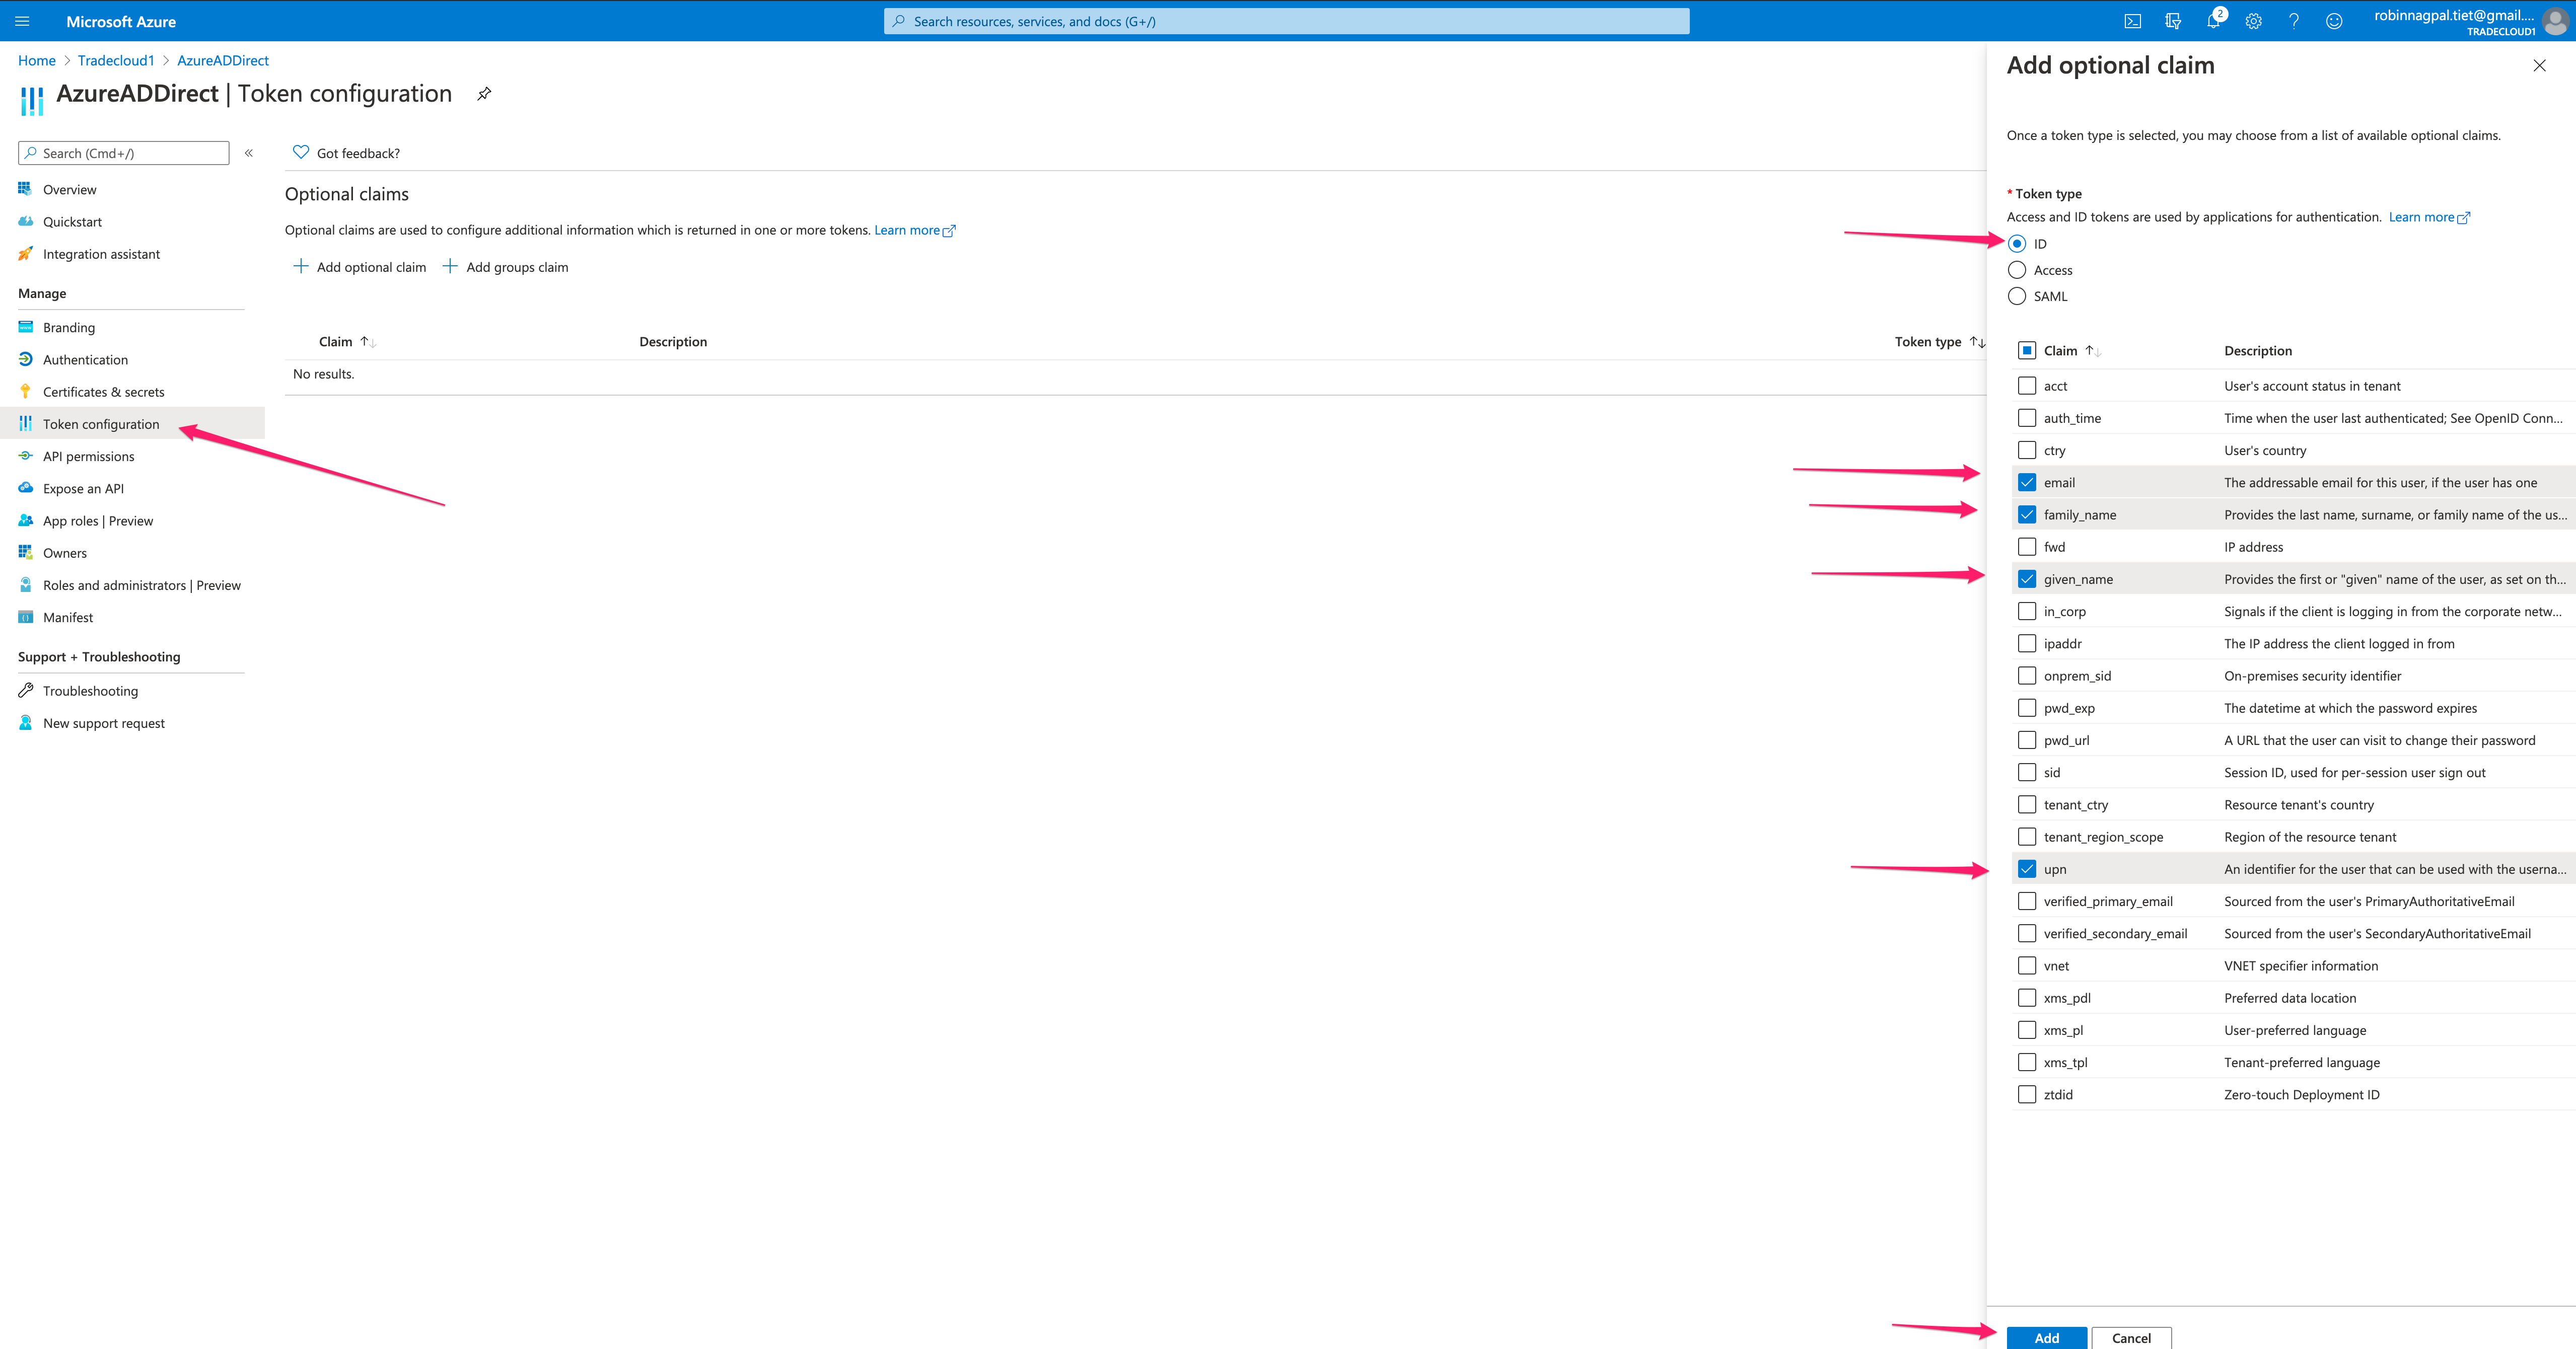 Microsoft Azure
Search resources, services, and docs (G+/)
2
robinnagpal.tiet@gmail....
TRADECLOUD1
Home > Tradecloud1 > AzureADDirect
AzureADDirect | Token configuration
Search (Cmd+/)
«
Overview
Quickstart
Integration assistant
Manage
Branding
Authentication
Certificates & secrets
Token configuration
API permissions
Expose an API
App roles | Preview
Owners
Roles and administrators | Preview
Manifest
Support + Troubleshooting
Troubleshooting
New support request
Got feedback?
Optional claims
Optional claims are used to configure additional information which is returned in one or more tokens. Learn more
Add optional claim Add groups claim
Claim Description Token type
No results.
Add optional claim
Once a token type is selected, you may choose from a list of available optional claims.
* Token type
Access and ID tokens are used by applications for authentication. Learn more
ID
Access
SAML
Claim Description
acct User's account status in tenant
auth_time Time when the user last authenticated; See OpenID Conn...
ctry User's country
email The addressable email for this user, if the user has one
family_name Provides the last name, surname, or family name of the us...
fwd IP address
given_name Provides the first or "given" name of the user, as set on th...
in_corp Signals if the client is logging in from the corporate netw...
ipaddr The IP address the client logged in from
onprem_sid On-premises security identifier
pwd_exp The datetime at which the password expires
pwd_url A URL that the user can visit to change their password
sid Session ID, used for per-session user sign out
tenant_ctry Resource tenant's country
tenant_region_scope Region of the resource tenant
upn An identifier for the user that can be used with the userna...
verified_primary_email Sourced from the user's PrimaryAuthoritativeEmail
verified_secondary_email Sourced from the user's SecondaryAuthoritativeEmail
vnet VNET specifier information
xms_pdl Preferred data location
xms_pl User-preferred language
xms_tpl Tenant-preferred language
ztdid Zero-touch Deployment ID
Add Cancel